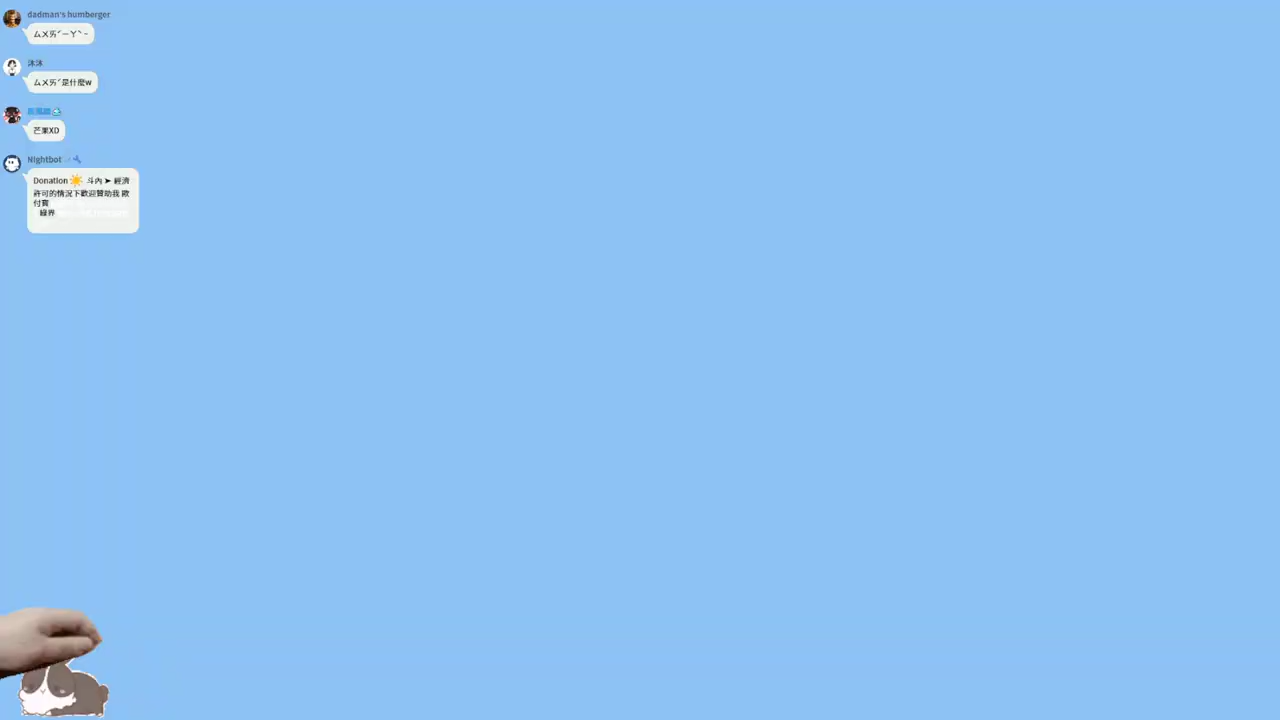 dadman's humberger
ㄙㄨㄞˊㄧㄚˋ~
沐沐
ㄙㄨㄞˊ是什麼w
芒果XD
Nightbot
Donation ☀ 斗內 ➤ 經濟
許可的情況下歡迎贊助我 歐
付寶
綠界